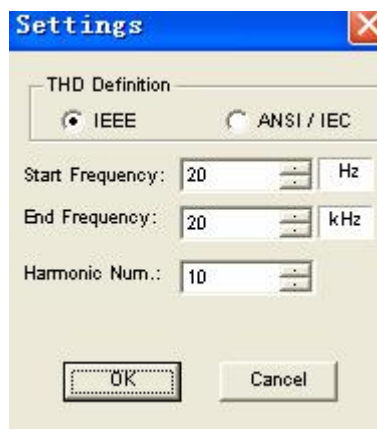 Settings
THD Definition
IEEE ANSI / IEC
Start Frequency: 20 Hz
End Frequency: 20 kHz
Harmonic Num.: 10
OK Cancel